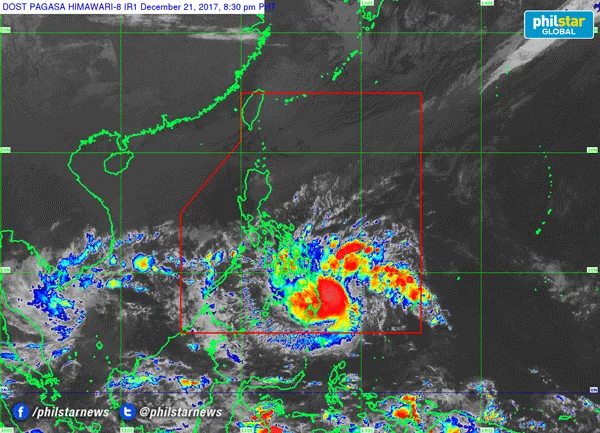 DOST PAGASA HIMAWARI-8 IR1 December 21, 2017, 8:30 pm PHT
philstar
GLOBAL
/philstarnews @philstarnews